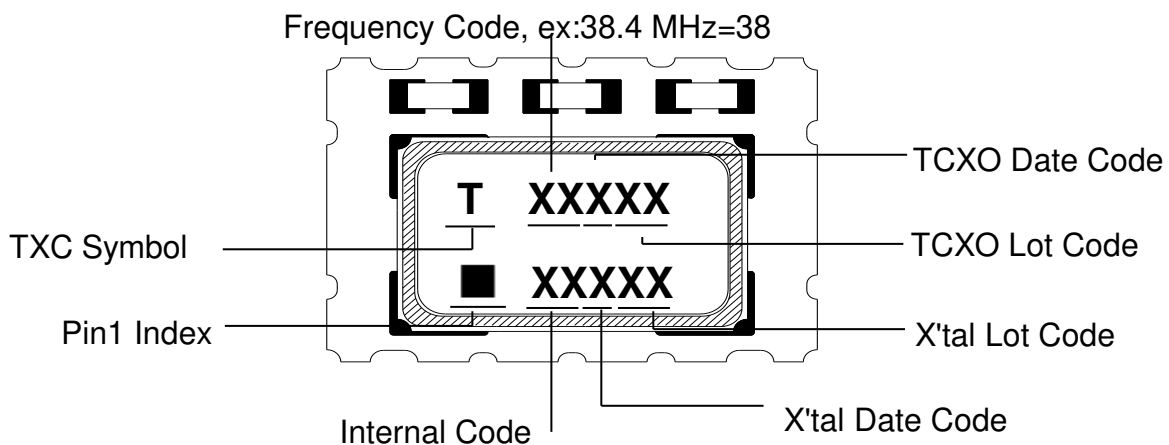 Frequency Code, ex:38.4 MHz=38
TCXO Date Code
T XXXXX
TXC Symbol
TCXO Lot Code
XXXXX
Pin1 Index
X'tal Lot Code
X'tal Date Code
Internal Code